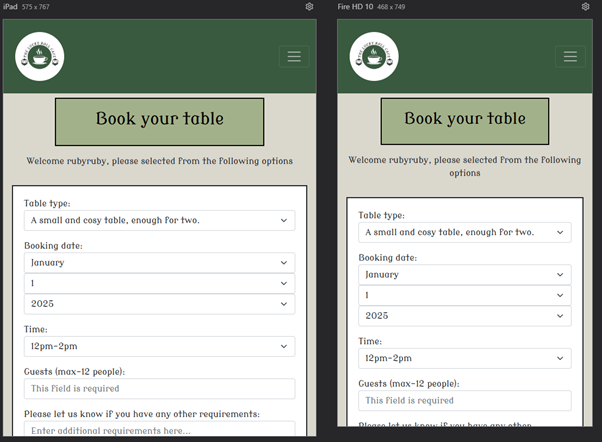 iPad 575 x 767
Book your table
Welcome rubyruby, please selected from the following options
Table type:
A small and cosy table, enough for two.
Booking date:
January
1
2025
Time:
12pm-2pm
Guests (max-12 people):
This field is required
Please let us know if you have any other requirements:
Enter additional requirements here...
Fire HD 10 468 x 749
Book your table
Welcome rubyruby, please selected from the following
options
Table type:
A small and cosy table, enough for two.
Booking date:
January
1
2025
Time:
12pm-2pm
Guests (max-12 people):
This field is required
Please let us know if you have any other